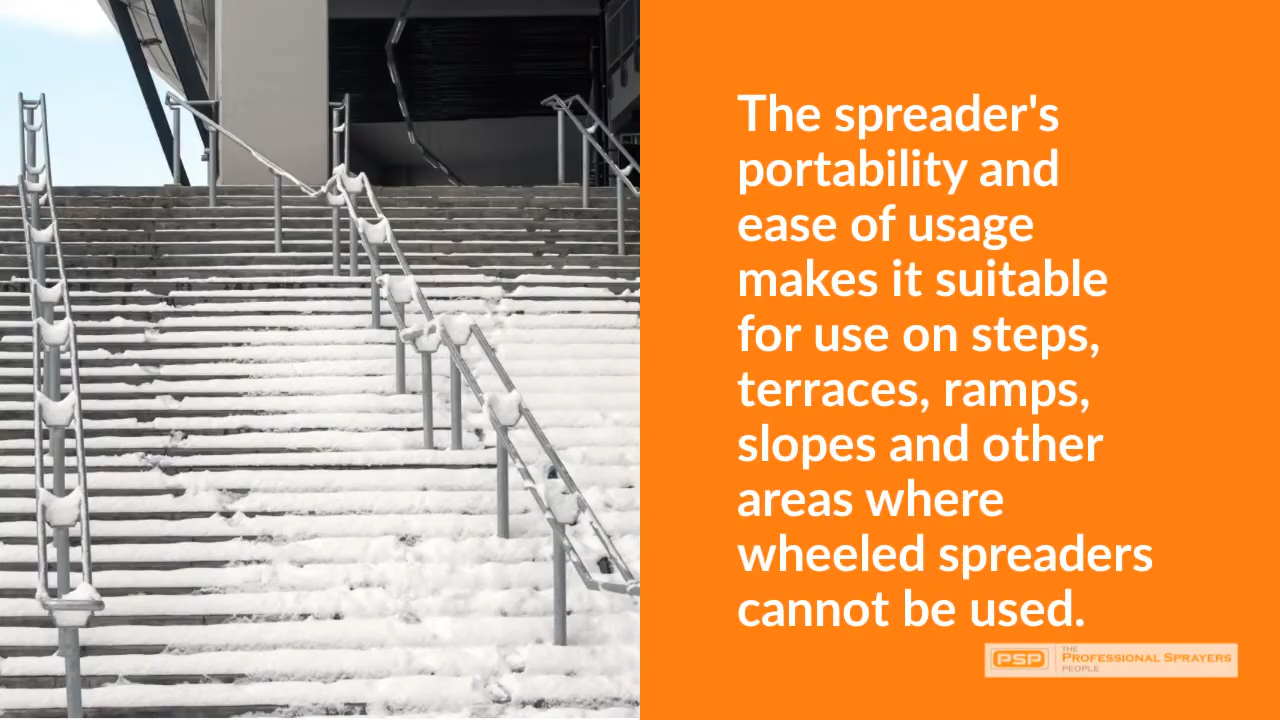 The spreader's
portability and
ease of usage
makes it suitable
for use on steps,
terraces, ramps,
slopes and other
areas where
wheeled spreaders
cannot be used.
PSP
THE
PROFESSIONAL SPRAYERS
PEOPLE